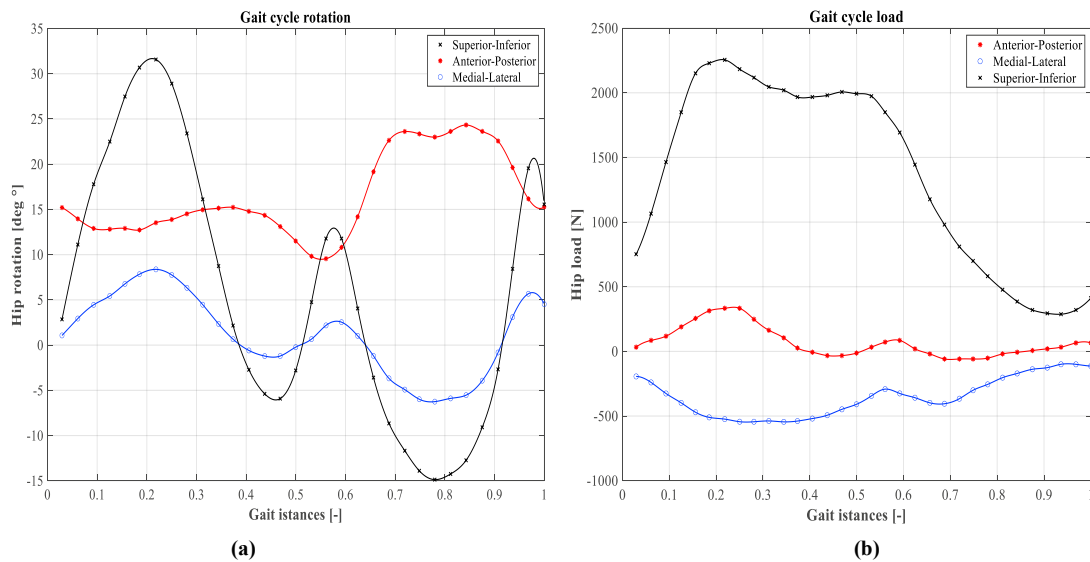 Gait cycle rotation
35
30
25
20
15
10
5
0
-5
-10
-15
Hip rotation [deg °]
Superior-Inferior
Anterior-Posterior
Medial-Lateral
0 0.1 0.2 0.3 0.4 0.5 0.6 0.7 0.8 0.9 1
Gait istances [-]
(a)
Gait cycle load
2500
2000
1500
1000
500
0
-500
-1000
Hip load [N]
Anterior-Posterior
Medial-Lateral
Superior-Inferior
0 0.1 0.2 0.3 0.4 0.5 0.6 0.7 0.8 0.9
Gait istances [-]
(b)